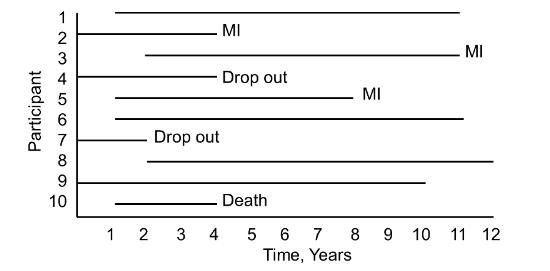 1
2 MI
3 MI
4 Drop out
5 MI
6
7 Drop out
8
9
10 Death
Participant
1 2 3 4 5 6 7 8 9 10 11 12
Time, Years